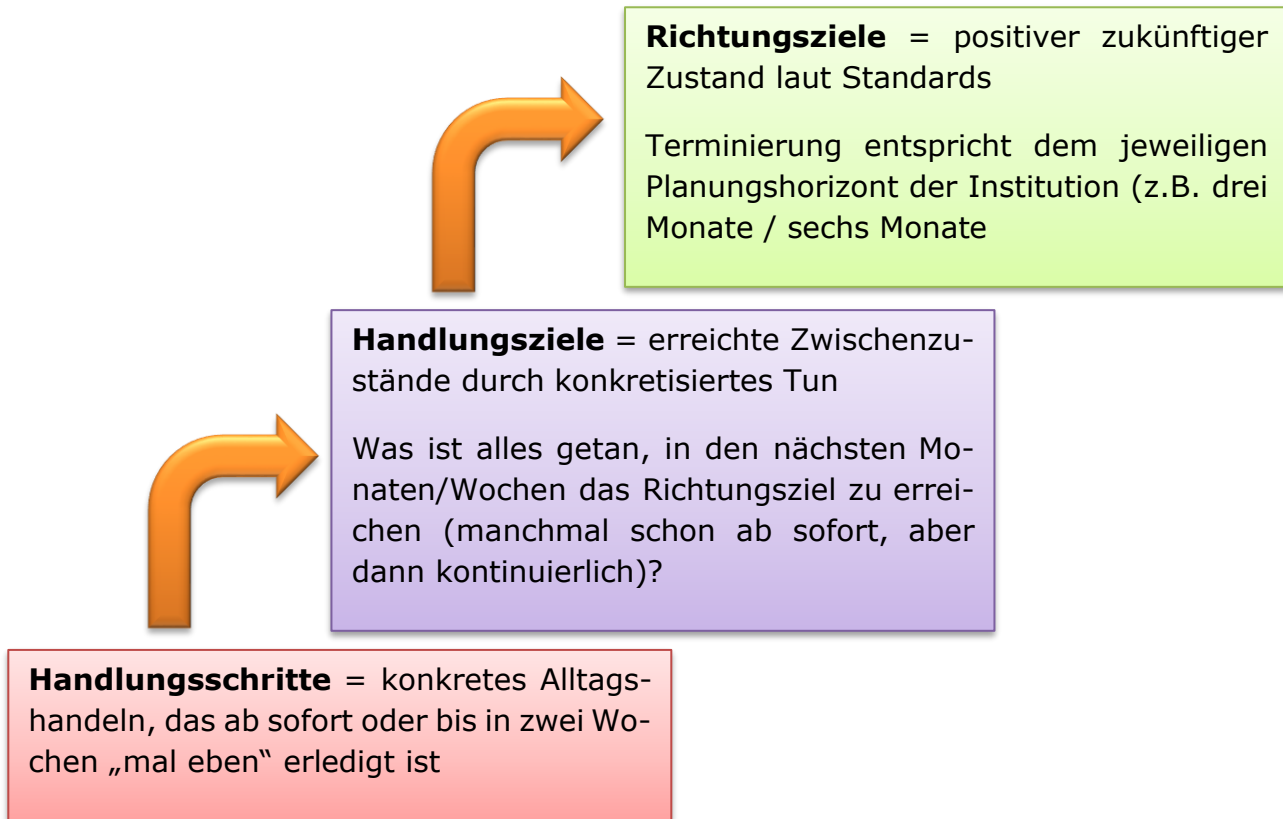 Richtungsziele = positiver zukünftiger
Zustand laut Standards
Terminierung entspricht dem jeweiligen
Planungshorizont der Institution (z.B. drei
Monate / sechs Monate
Handlungsziele = erreichte Zwischenzu-
stände durch konkretisiertes Tun
Was ist alles getan, in den nächsten Mo-
naten/Wochen das Richtungsziel zu errei-
chen (manchmal schon ab sofort, aber
dann kontinuierlich)?
Handlungsschritte = konkretes Alltags-
handeln, das ab sofort oder bis in zwei Wo-
chen „mal eben“ erledigt ist